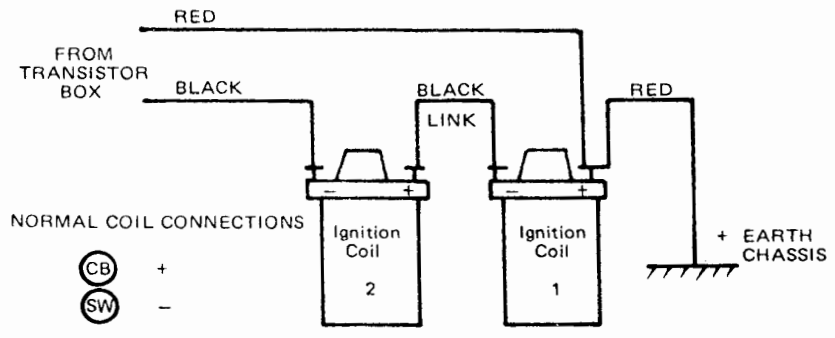 RED
FROM
TRANSISTOR
BOX
BLACK
BLACK
LINK
RED
− +
− +
NORMAL COIL CONNECTIONS
CB +
SW −
Ignition
Coil
2
Ignition
Coil
1
+ EARTH
CHASSIS